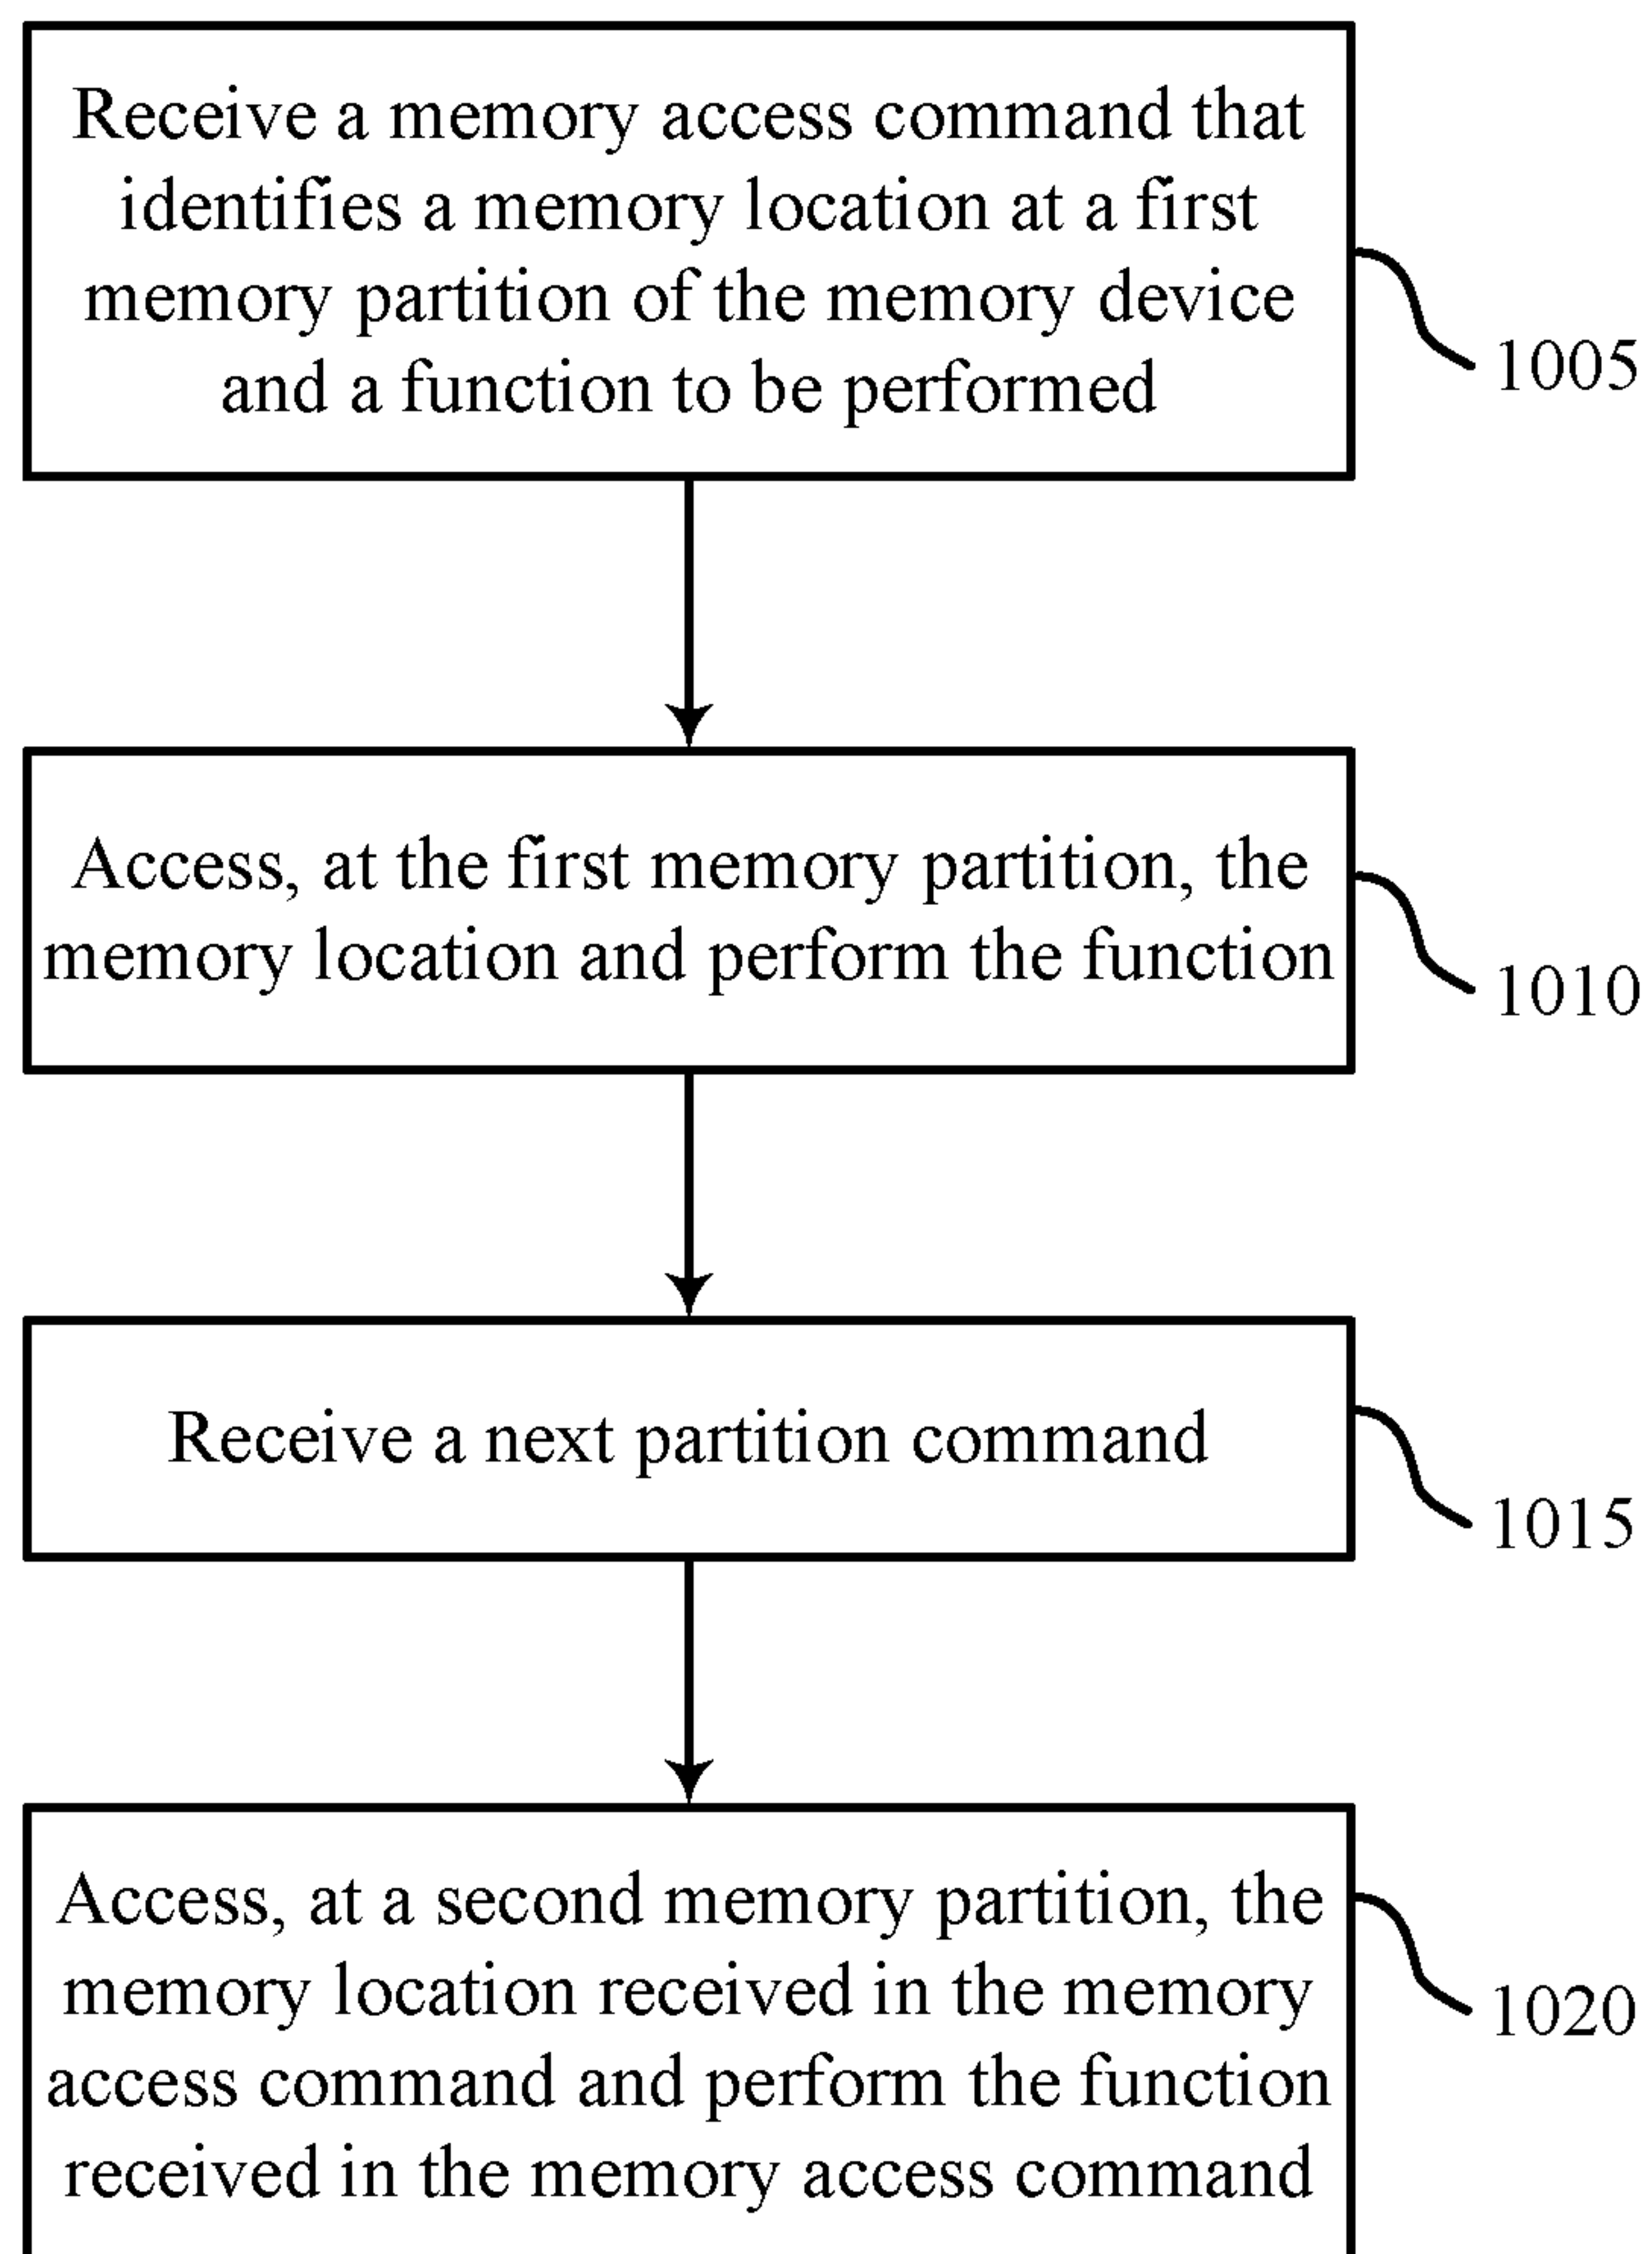 Receive a memory access command that
identifies a memory location at a first
memory partition of the memory device
and a function to be performed
1005
Access, at the first memory partition, the
memory location and perform the function
1010
Receive a next partition command
1015
Access, at a second memory partition, the
memory location received in the memory
access command and perform the function
received in the memory access command
1020